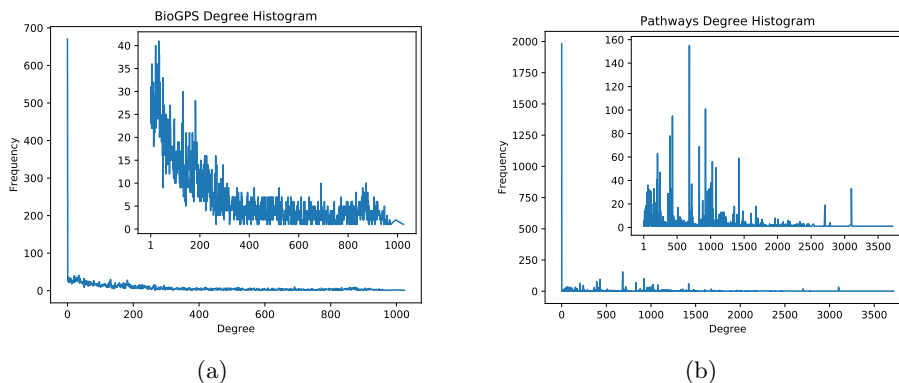 BioGPS Degree Histogram
700
600
500
400
300
200
100
0
Frequency
40
35
30
25
20
15
10
5
0
1 200 400 600 800 1000
0 200 400 600 800 1000
Degree
(a)
Pathways Degree Histogram
2000
1750
1500
1250
1000
750
500
250
0
Frequency
160
140
120
100
80
60
40
20
0
1 500 1000 1500 2000 2500 3000 3500
0 500 1000 1500 2000 2500 3000 3500
Degree
(b)